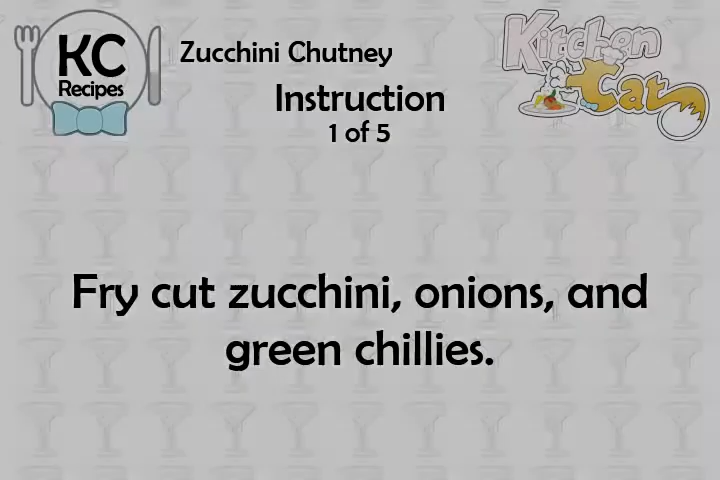 KC
Recipes
Zucchini Chutney
Kitchen
Cat
Instruction
1 of 5
Fry cut zucchini, onions, and
green chillies.